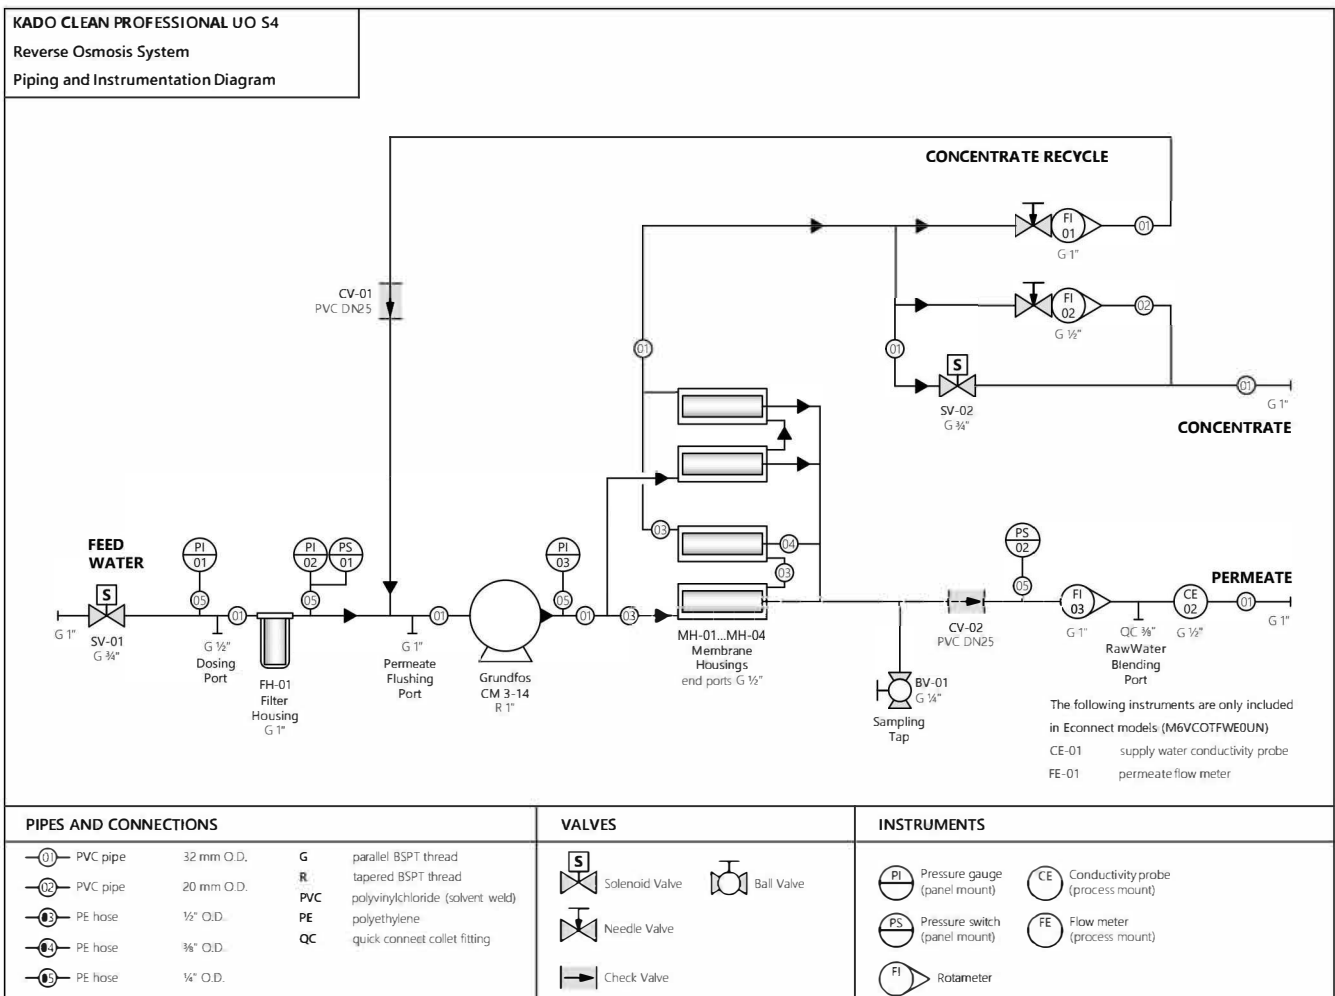 KADO CLEAN PROFESSIONAL UO S4
Reverse Osmosis System
Piping and Instrumentation Diagram
CONCENTRATE RECYCLE
FI
01
01
G 1"
CV-01
PVC DN25
FI
02
02
G ½"
01
01
S
SV-02
G ¾"
01
G 1"
CONCENTRATE
FEED
WATER
S
G 1"
SV-01
G ¾"
PI
01
05
01
G ½"
Dosing
Port
PI
02
PS
01
05
FH-01
Filter
Housing
G 1"
G 1"
Permeate
Flushing
Port
01
Grundfos
CM 3-14
R 1"
PI
03
05
01
03
03
04
03
MH-01...MH-04
Membrane
Housings
end ports G ½"
BV-01
G ¼"
Sampling
Tap
CV-02
PVC DN25
PS
02
05
FI
03
G 1"
QC ⅜"
RawWater
Blending
Port
CE
02
G ½"
PERMEATE
01
G 1"
The following instruments are only included
in Econnect models (M6VCOTFWE0UN)
CE-01 supply water conductivity probe
FE-01 permeate flow meter
PIPES AND CONNECTIONS
01 PVC pipe 32 mm O.D.
02 PVC pipe 20 mm O.D.
03 PE hose ½" O.D.
04 PE hose ⅜" O.D.
05 PE hose ¼" O.D.
G parallel BSPT thread
R tapered BSPT thread
PVC polyvinylchloride (solvent weld)
PE polyethylene
QC quick connect collet fitting
VALVES
S Solenoid Valve
Ball Valve
Needle Valve
Check Valve
INSTRUMENTS
PI Pressure gauge
(panel mount)
CE Conductivity probe
(process mount)
PS Pressure switch
(panel mount)
FE Flow meter
(process mount)
FI Rotameter